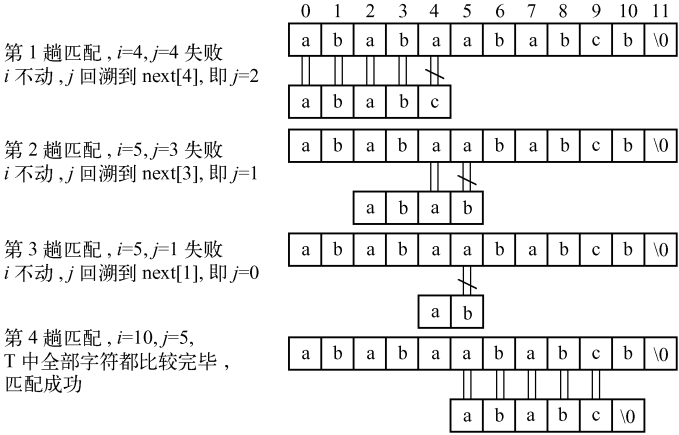 0 1 2 3 4 5 6 7 8 9 10 11
第 1 趟匹配 , i=4, j=4 失败
i 不动 , j 回溯到 next[4], 即 j=2
a b a b a a b a b c b \0
a b a b c
第 2 趟匹配 , i=5, j=3 失败
i 不动 , j 回溯到 next[3], 即 j=1
a b a b a a b a b c b \0
a b a b
第 3 趟匹配 , i=5, j=1 失败
i 不动 , j 回溯到 next[1], 即 j=0
a b a b a a b a b c b \0
a b
第 4 趟匹配 , i=10, j=5,
T 中全部字符都比较完毕 ,
匹配成功
a b a b a a b a b c b \0
a b a b c \0